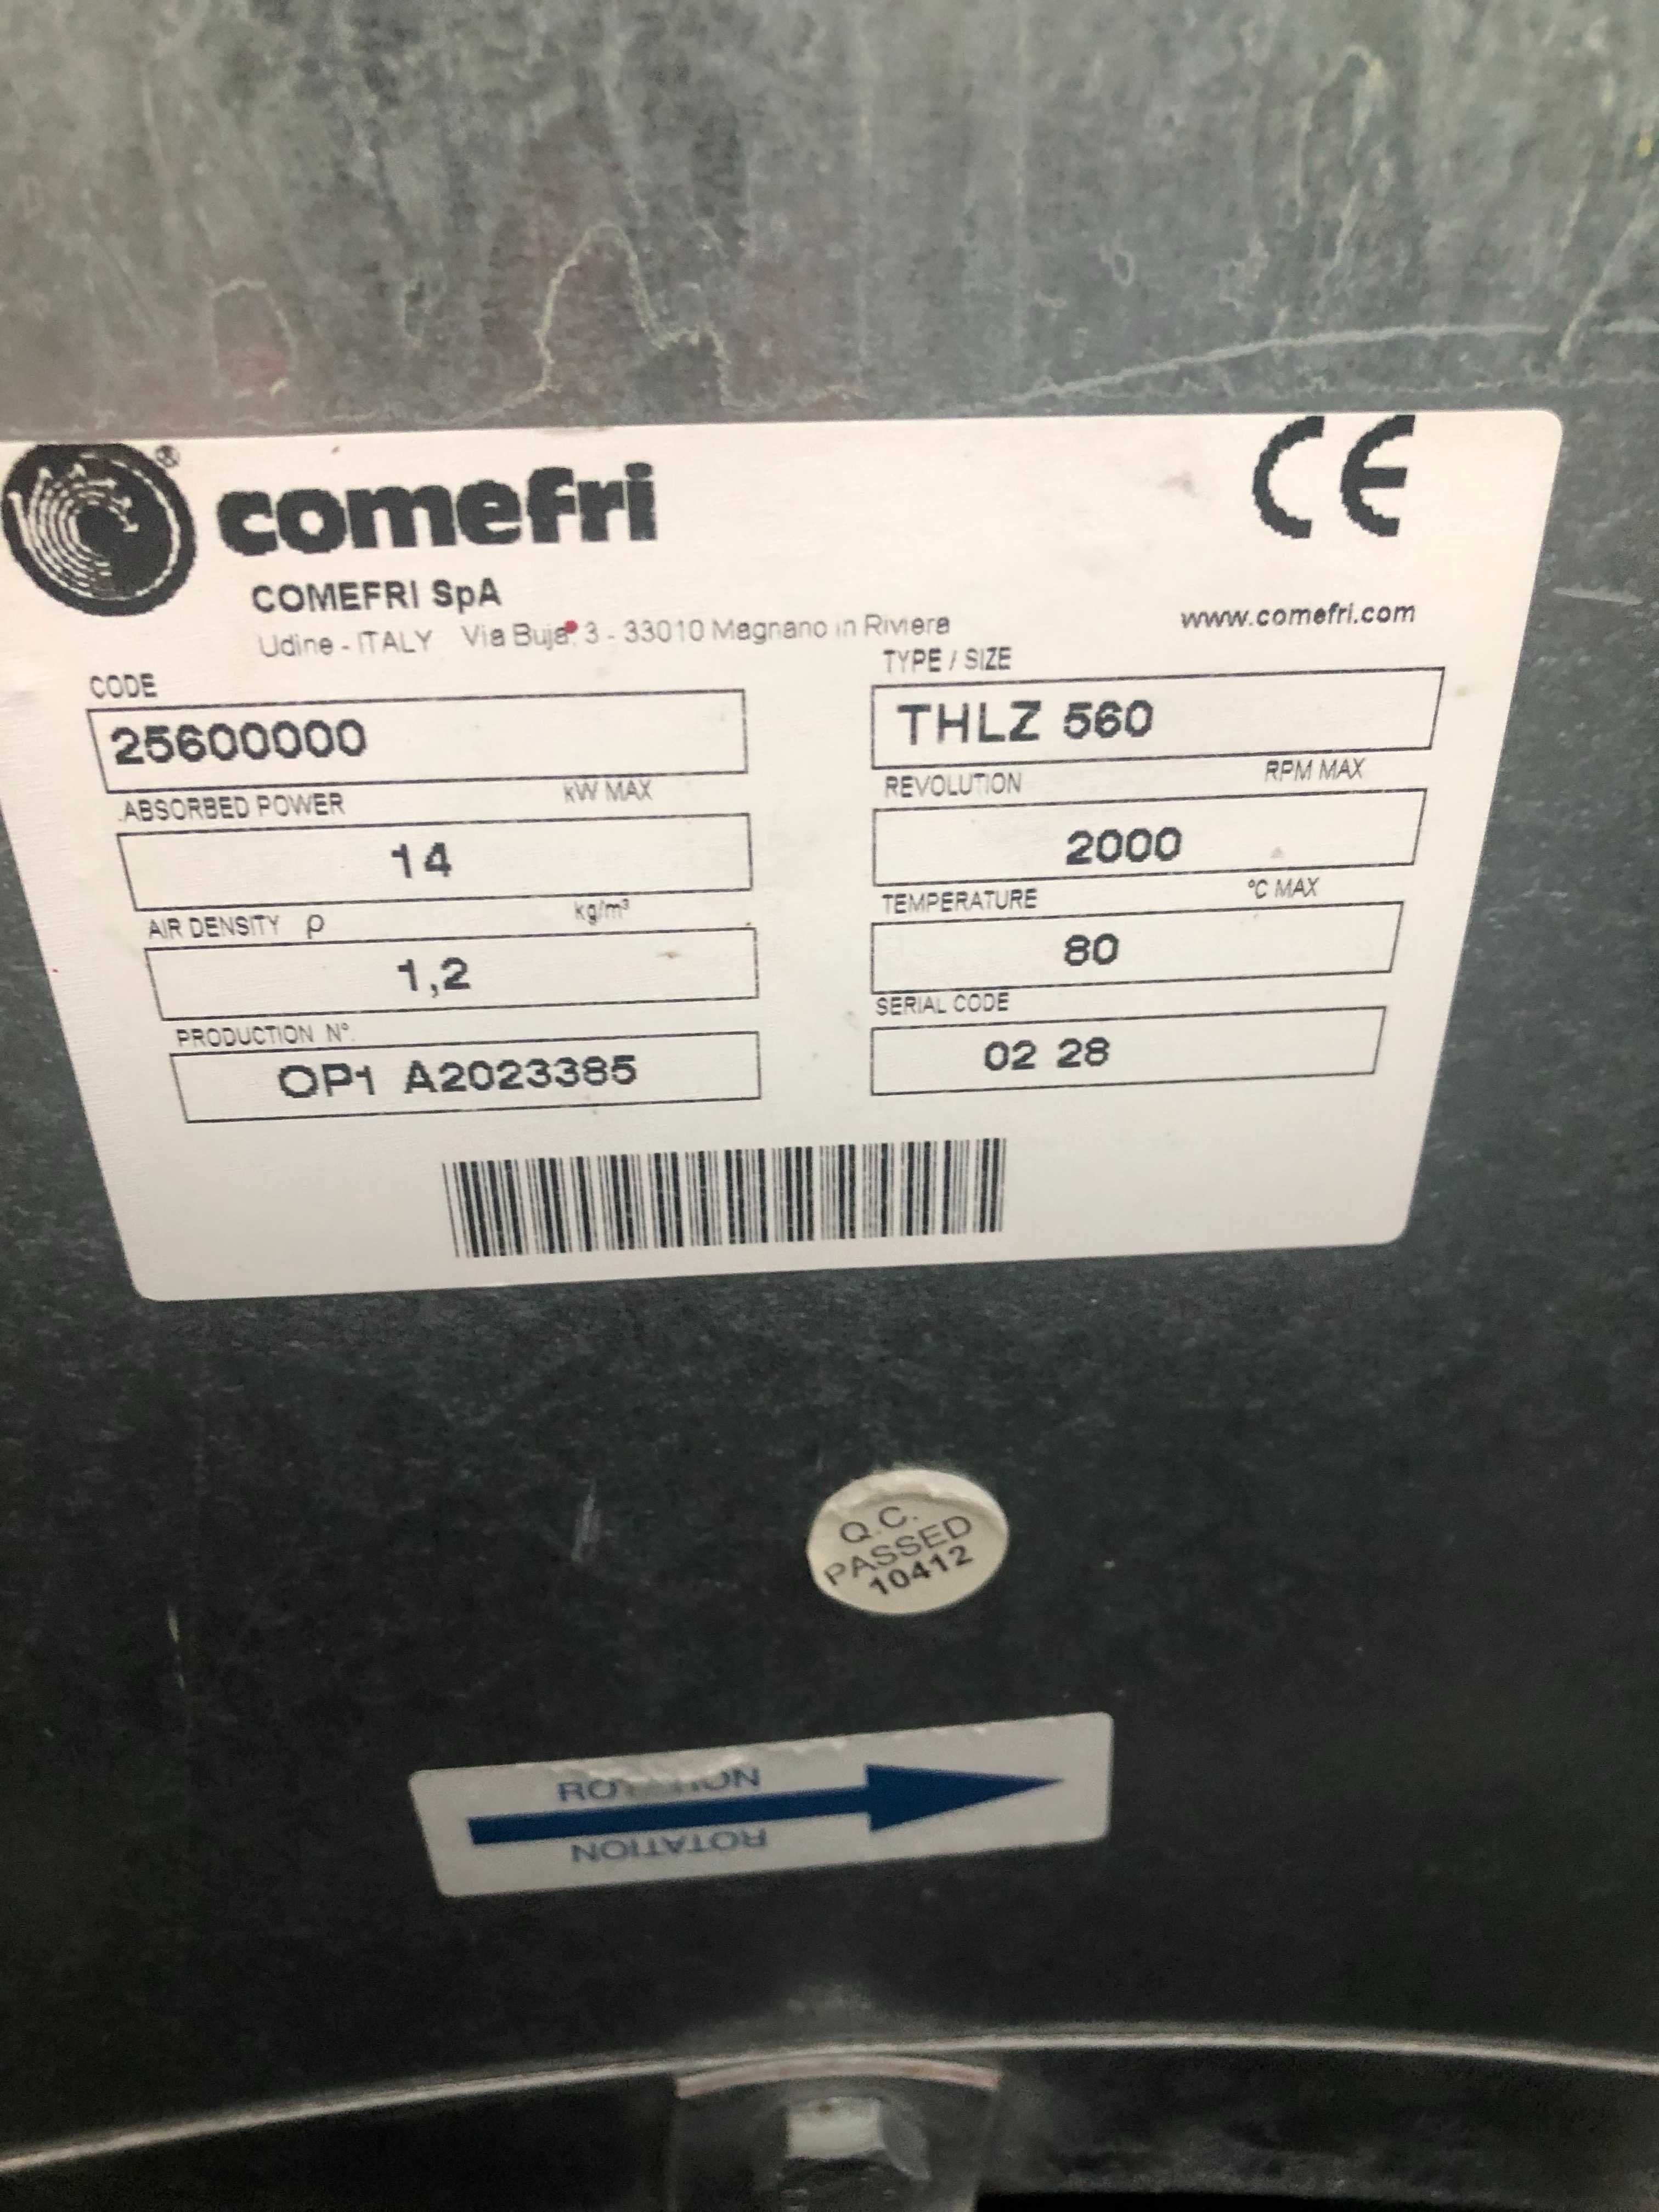 comefri
CE
COMEFRI SpA
www.comefri.com
Udine - ITALY Via Buja, 3 - 33010 Magnano in Riviera
CODE
25600000
TYPE / SIZE
THLZ 560
ABSORBED POWER kW MAX
14
REVOLUTION RPM MAX
2000
AIR DENSITY ρ kg/m³
1,2
TEMPERATURE °C MAX
80
PRODUCTION N°.
OP1 A2023385
SERIAL CODE
02 28
Q.C.
PASSED
10412
ROTATION
ROTATION